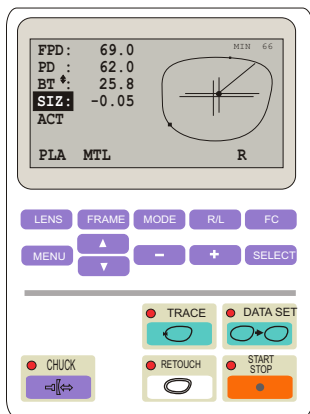 MIN 66
FPD: 69.0
PD : 62.0
BT : 25.8
SIZ: -0.05
ACT
PLA MTL R
LENS FRAME MODE R/L FC
MENU SELECT
TRACE DATA SET
CHUCK RETOUCH START
STOP